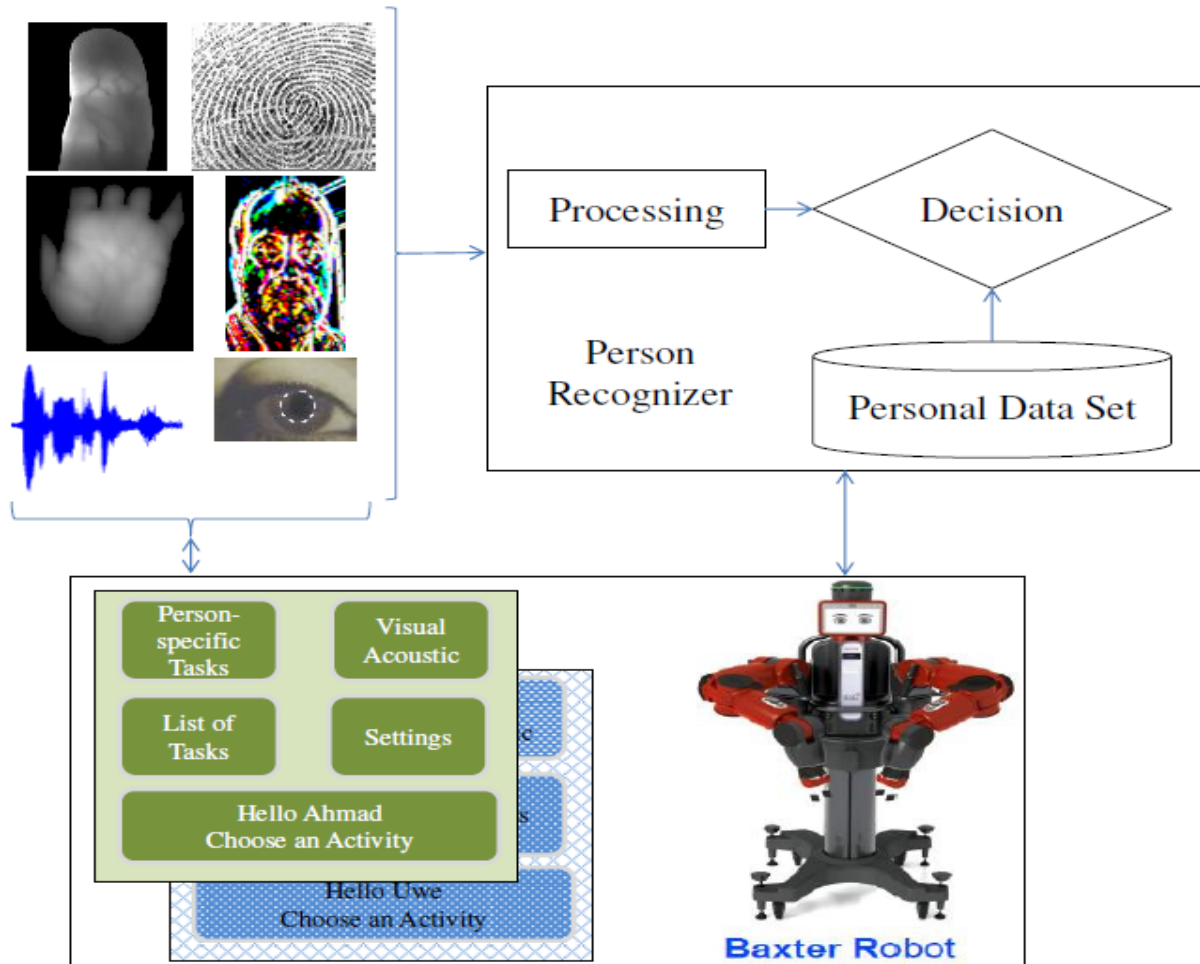 Processing
Decision
Person
Recognizer
Personal Data Set
Person-
specific
Tasks
Visual
Acoustic
List of
Tasks
Settings
Hello Ahmad
Choose an Activity
ic
s
Hello Uwe
Choose an Activity
Baxter Robot